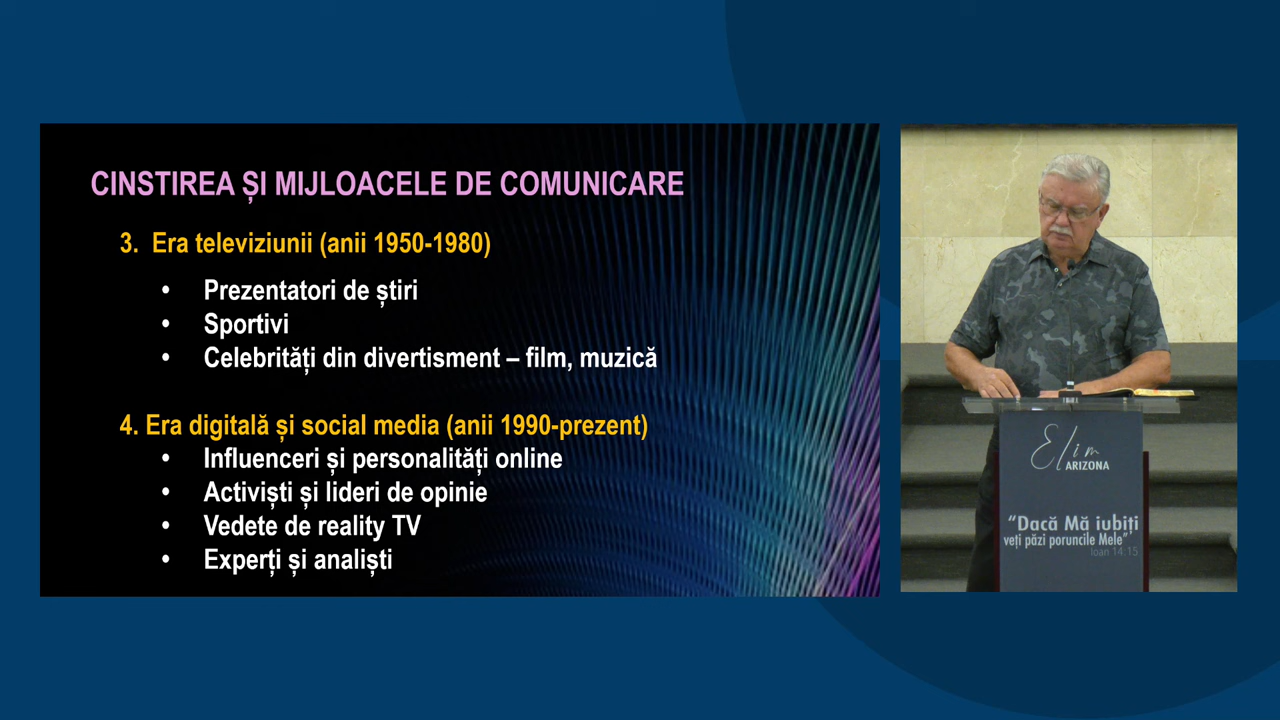 CINSTIREA ȘI MIJLOACELE DE COMUNICARE
3. Era televiziunii (anii 1950-1980)
• Prezentatori de știri
• Sportivi
• Celebrități din divertisment – film, muzică
4. Era digitală și social media (anii 1990-prezent)
• Influenceri și personalități online
• Activiști și lideri de opinie
• Vedete de reality TV
• Experți și analiști
Elim
ARIZONA
“Dacă Mă iubiți
veți păzi poruncile Mele”
Ioan 14:15